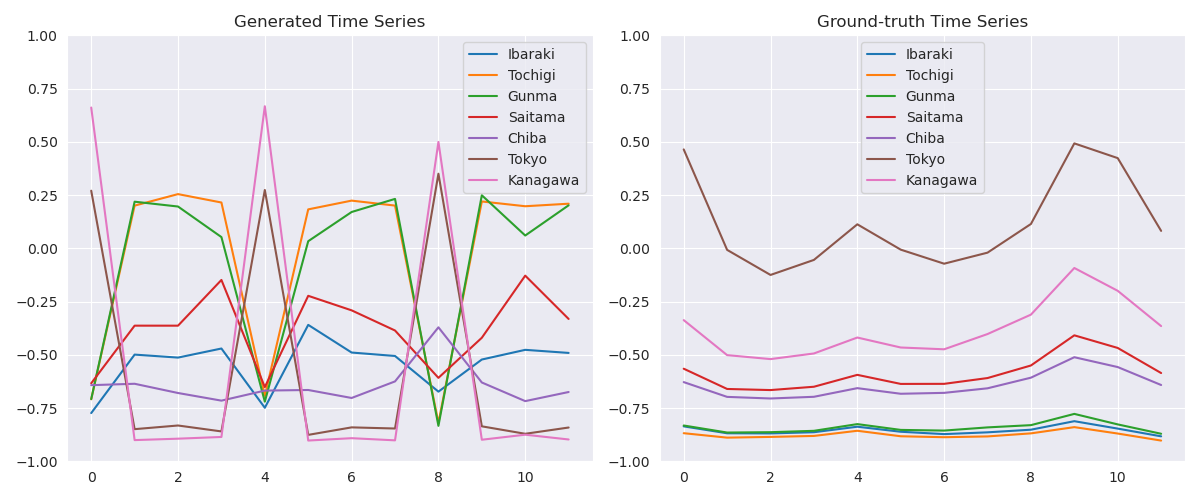 Generated Time Series
1.00
0.75
0.50
0.25
0.00
−0.25
−0.50
−0.75
−1.00
0
2
4
6
8
10
Ibaraki
Tochigi
Gunma
Saitama
Chiba
Tokyo
Kanagawa
Ground-truth Time Series
1.00
0.75
0.50
0.25
0.00
−0.25
−0.50
−0.75
−1.00
0
2
4
6
8
10
Ibaraki
Tochigi
Gunma
Saitama
Chiba
Tokyo
Kanagawa